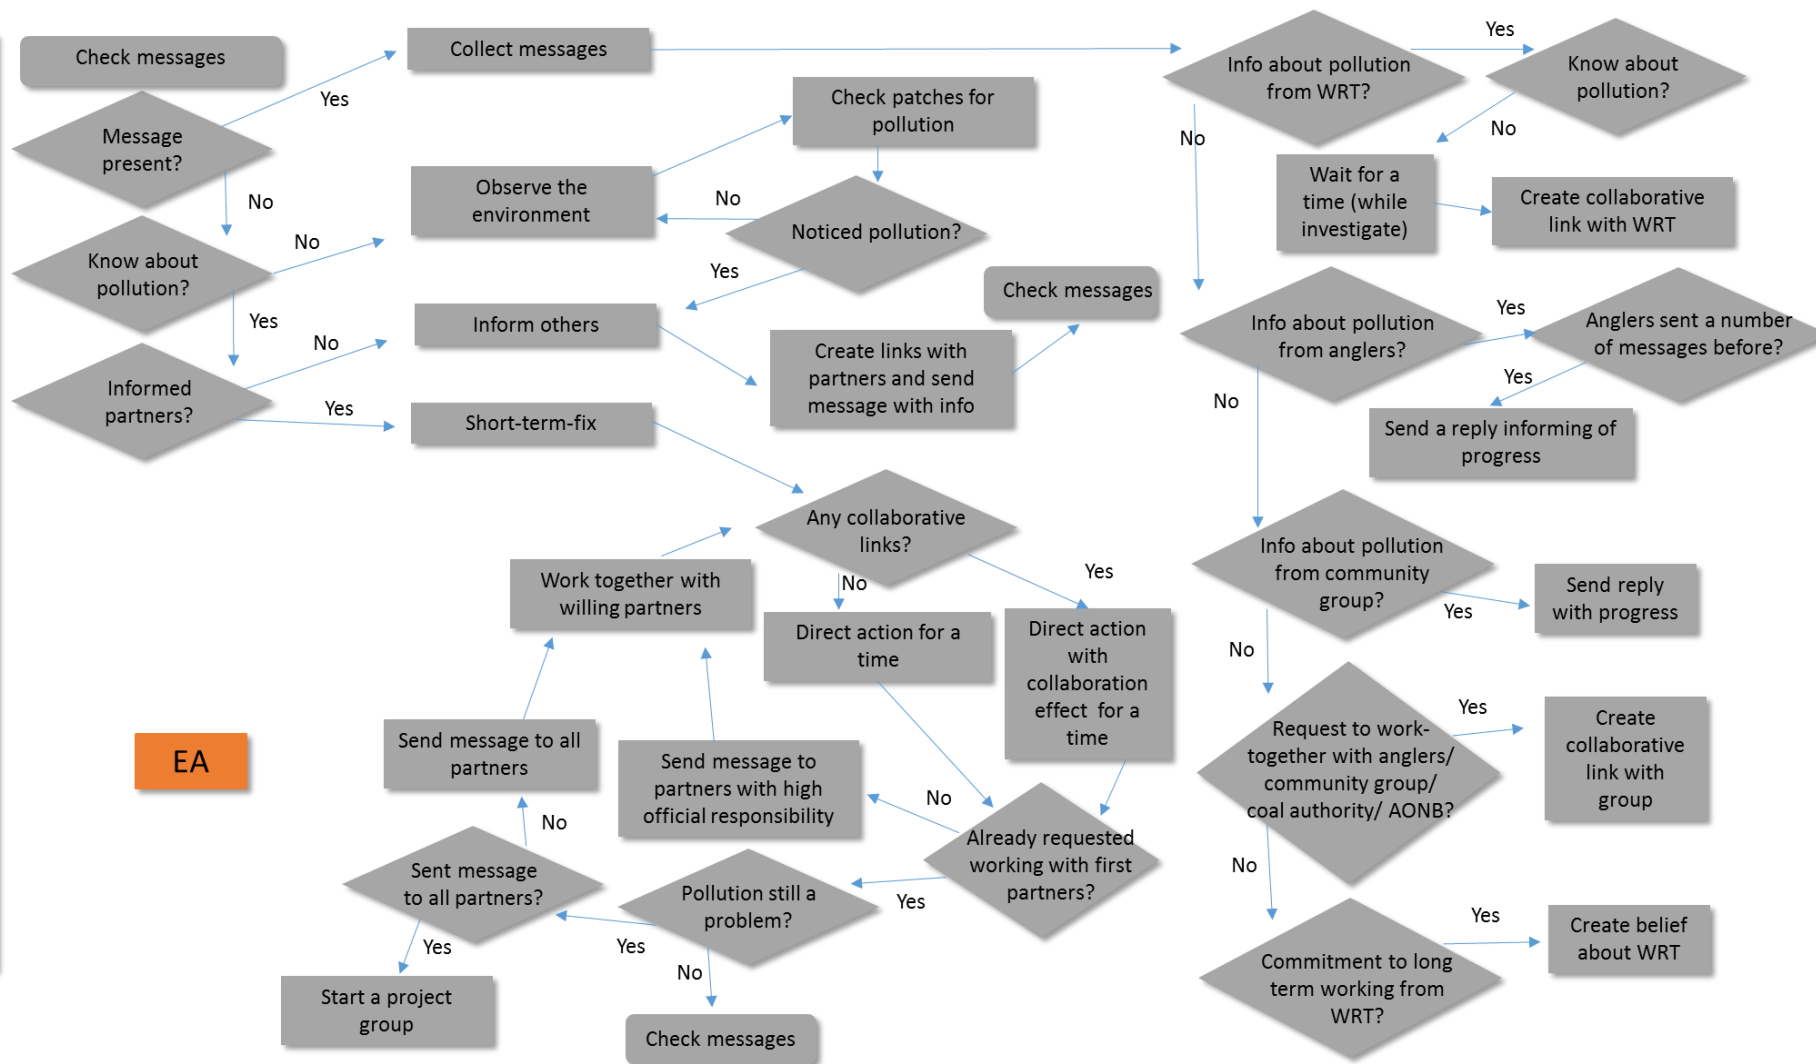 Check messages
Message
present?
Yes
No
Know about
pollution?
No
Yes
Informed
partners?
No
Yes
Collect messages
Observe the
environment
Check patches for
pollution
Noticed pollution?
No
Yes
Inform others
Create links with
partners and send
message with info
Check messages
Short-term-fix
Any collaborative
links?
No
Yes
Work together with
willing partners
Direct action for a
time
Direct action
with
collaboration
effect for a
time
Send message to all
partners
Send message to
partners with high
official responsibility
Already requested
working with first
partners?
No
Yes
Pollution still a
problem?
Yes
No
Sent message
to all partners?
No
Yes
Start a project
group
Check messages
EA
Info about pollution
from WRT?
Yes
No
Know about
pollution?
No
Wait for a
time (while
investigate)
Create collaborative
link with WRT
Info about pollution
from anglers?
Yes
No
Anglers sent a number
of messages before?
Yes
Send a reply informing of
progress
Info about pollution
from community
group?
Yes
No
Send reply
with progress
Request to work-
together with anglers/
community group/
coal authority/ AONB?
Yes
No
Create
collaborative
link with
group
Commitment to long
term working from
WRT?
Yes
Create belief
about WRT